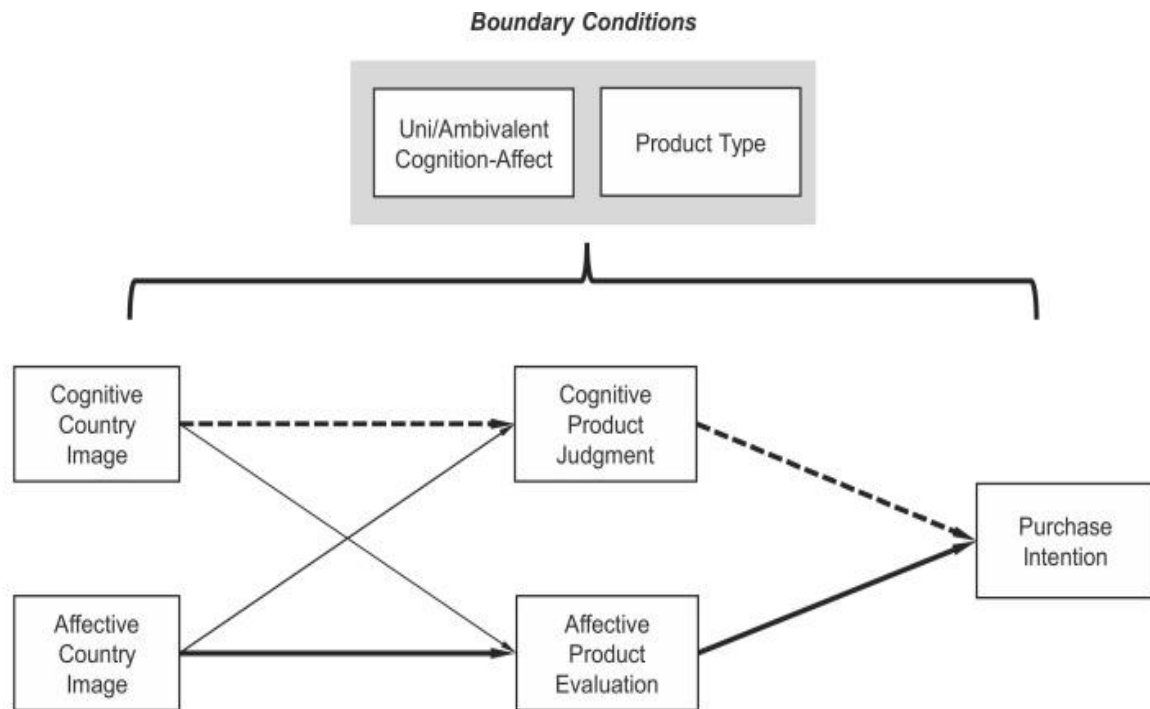 Boundary Conditions
Uni/Ambivalent
Cognition-Affect
Product Type
Cognitive
Country
Image
Cognitive
Product
Judgment
Purchase
Intention
Affective
Country
Image
Affective
Product
Evaluation